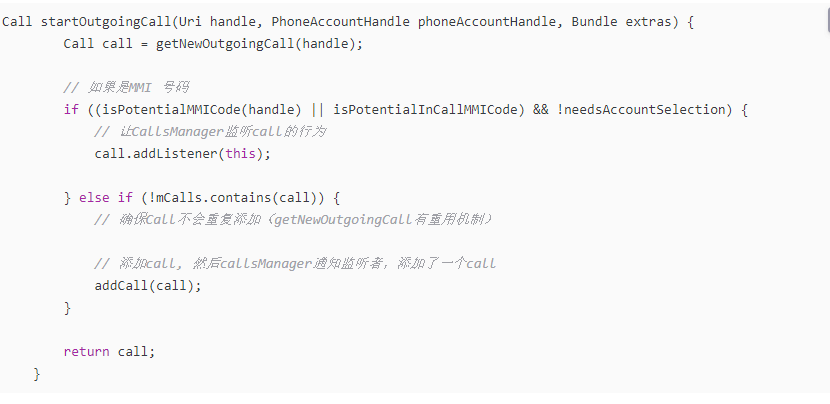 Call startOutgoingCall(Uri handle, PhoneAccountHandle phoneAccountHandle, Bundle extras) {
Call call = getNewOutgoingCall(handle);
// 如果是MMI 号码
if ((isPotentialMMICode(handle) || isPotentialInCallMMICode) && !needsAccountSelection) {
// 让CallsManager监听call的行为
call.addListener(this);
} else if (!mCalls.contains(call)) {
// 确保Call不会重复添加（getNewOutgoingCall有重用机制）
// 添加call, 然后callsManager通知监听者，添加了一个call
addCall(call);
}
return call;
}